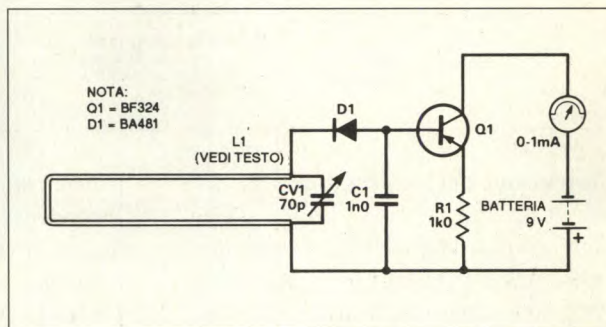 NOTA:
Q1 = BF324
D1 = BA481
L1
(VEDI TESTO)
D1
Q1
0-1mA
CV1
70p
C1
1n0
R1
1k0
BATTERIA
9 V
+